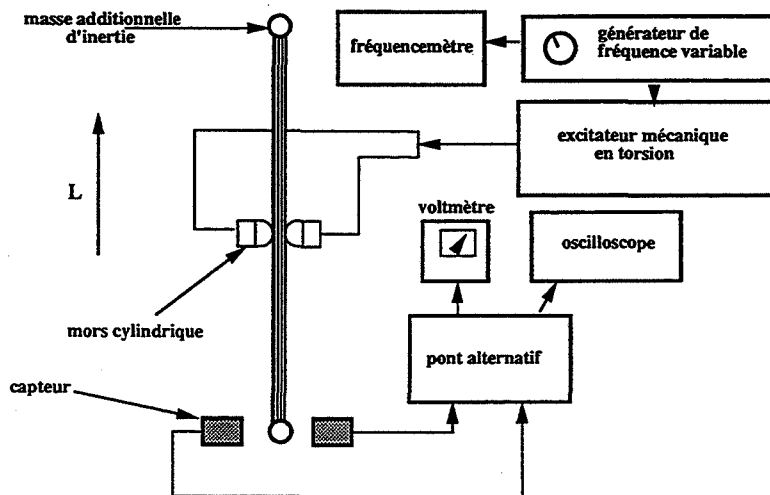 masse additionnelle
d'inertie
fréquencemètre
générateur de
fréquence variable
excitateur mécanique
en torsion
L
voltmètre
oscilloscope
mors cylindrique
pont alternatif
capteur